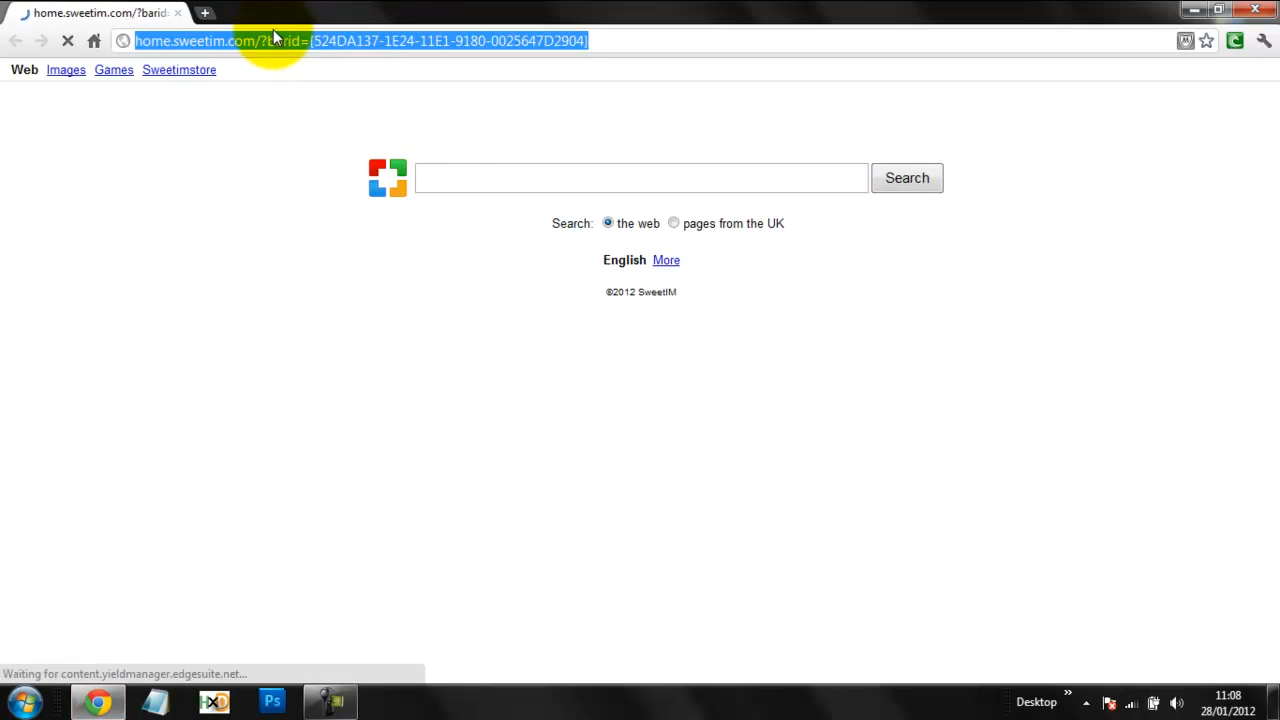 home.sweetim.com/?barid:
home.sweetim.com/?barid={524DA137-1E24-11E1-9180-0025647D2904}
Web Images Games Sweetimstore
Search
Search: the web pages from the UK
English More
©2012 SweetIM
Waiting for content.yieldmanager.edgesuite.net...
HXD Ps Desktop » 11:08
28/01/2012